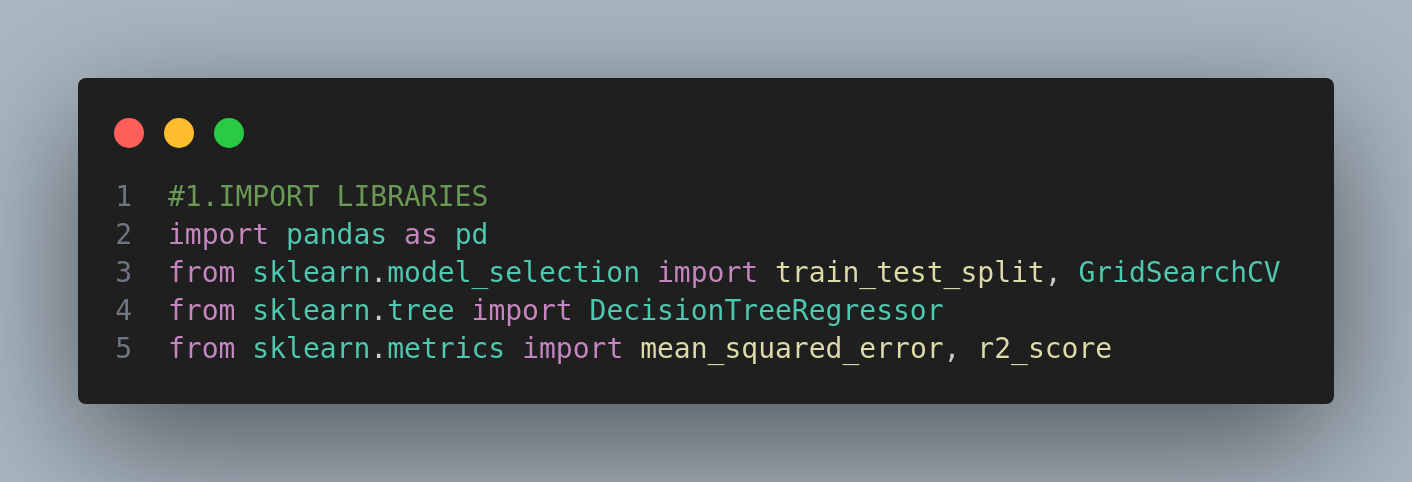 1 #1.IMPORT LIBRARIES
2 import pandas as pd
3 from sklearn.model_selection import train_test_split, GridSearchCV
4 from sklearn.tree import DecisionTreeRegressor
5 from sklearn.metrics import mean_squared_error, r2_score